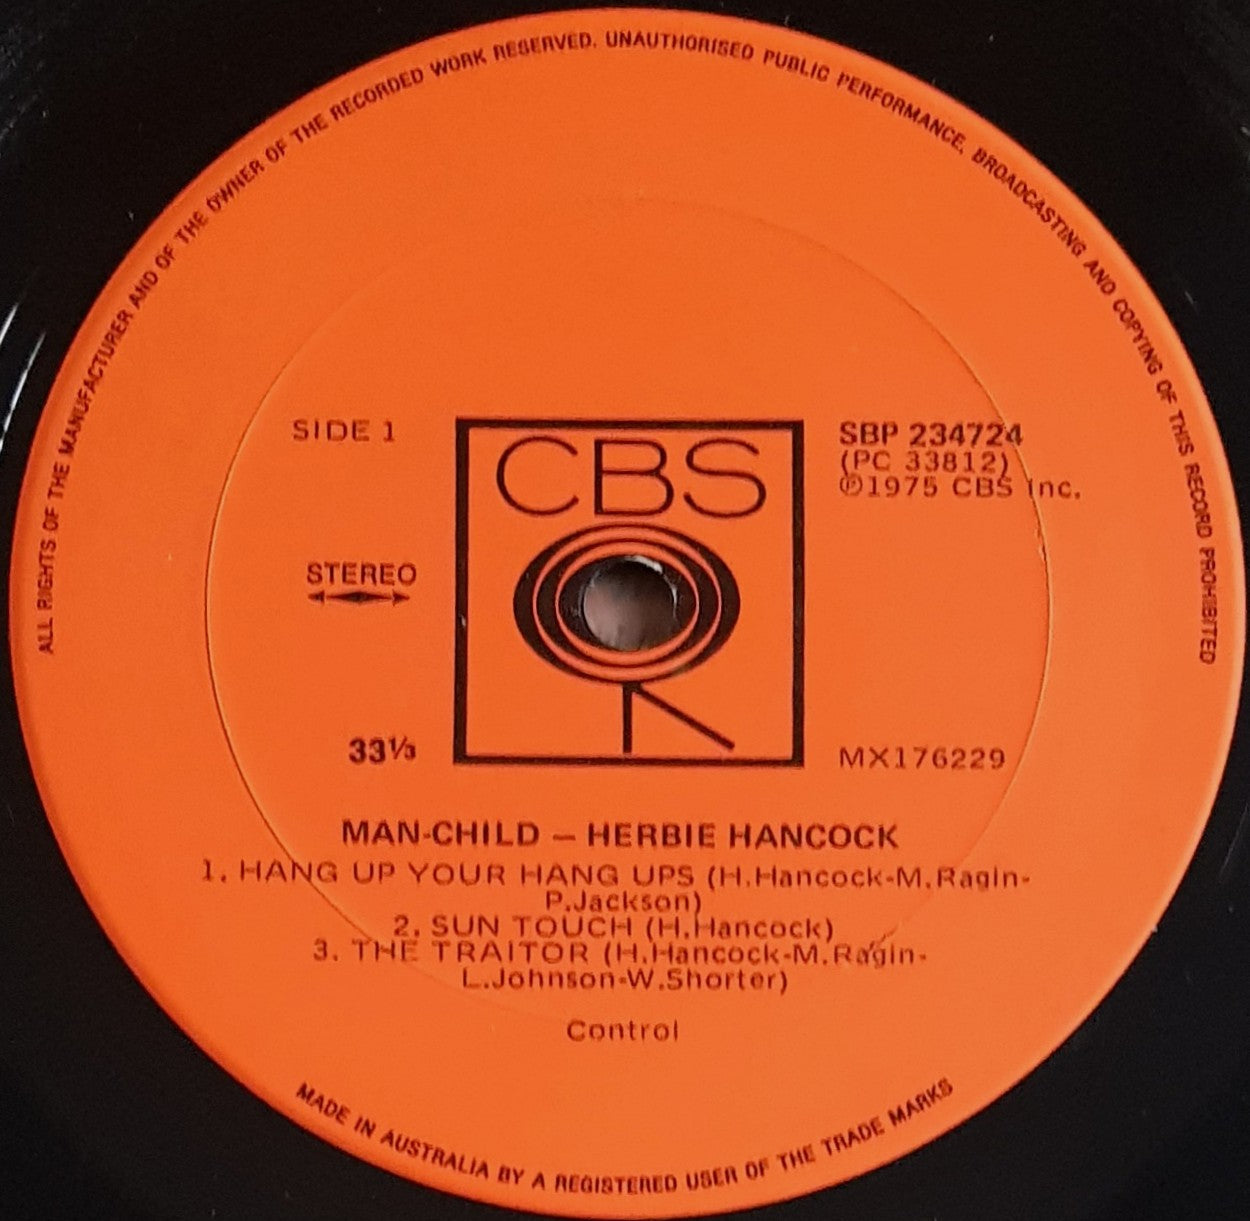 ALL RIGHTS OF THE MANUFACTURER AND OF THE OWNER OF THE RECORDED WORK RESERVED. UNAUTHORISED PUBLIC PERFORMANCE, BROADCASTING AND COPYING OF THIS RECORD PROHIBITED
SIDE 1
CBS
SBP 234724
(PC 33812)
℗1975 CBS Inc.
STEREO
33⅓
MX176229
MAN-CHILD — HERBIE HANCOCK
1. HANG UP YOUR HANG UPS (H.Hancock-M.Ragin-
P.Jackson)
2. SUN TOUCH (H.Hancock)
3. THE TRAITOR (H.Hancock-M.Ragin-
L.Johnson-W.Shorter)
Control
MADE IN AUSTRALIA BY A REGISTERED USER OF THE TRADE MARKS